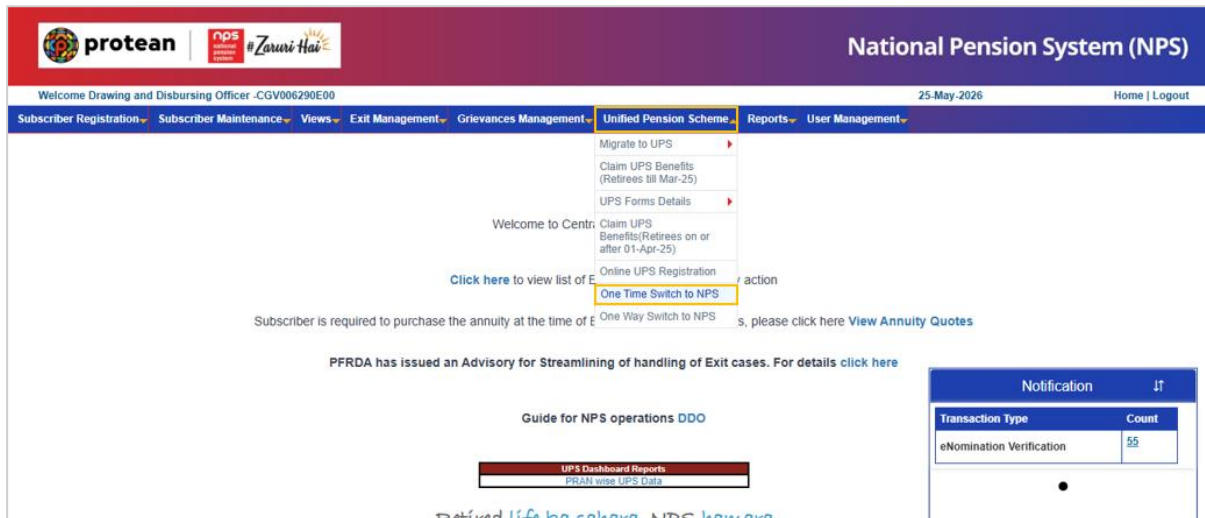 protean
nps
national
pension
system
#Zaruri Hai
National Pension System (NPS)
Welcome Drawing and Disbursing Officer -CGV006290E00
25-May-2026
Home | Logout
Subscriber Registration Subscriber Maintenance Views Exit Management Grievances Management Unified Pension Scheme Reports User Management
Migrate to UPS
Claim UPS Benefits
(Retirees till Mar-25)
UPS Forms Details
Claim UPS
Benefits(Retirees on or
after 01-Apr-25)
Online UPS Registration
One Time Switch to NPS
One Way Switch to NPS
Welcome to Centr
Click here to view list of E action
Subscriber is required to purchase the annuity at the time of E s, please click here View Annuity Quotes
PFRDA has issued an Advisory for Streamlining of handling of Exit cases. For details click here
Guide for NPS operations DDO
UPS Dashboard Reports
PRAN wise UPS Data
Notification
Transaction Type Count
eNomination Verification 55